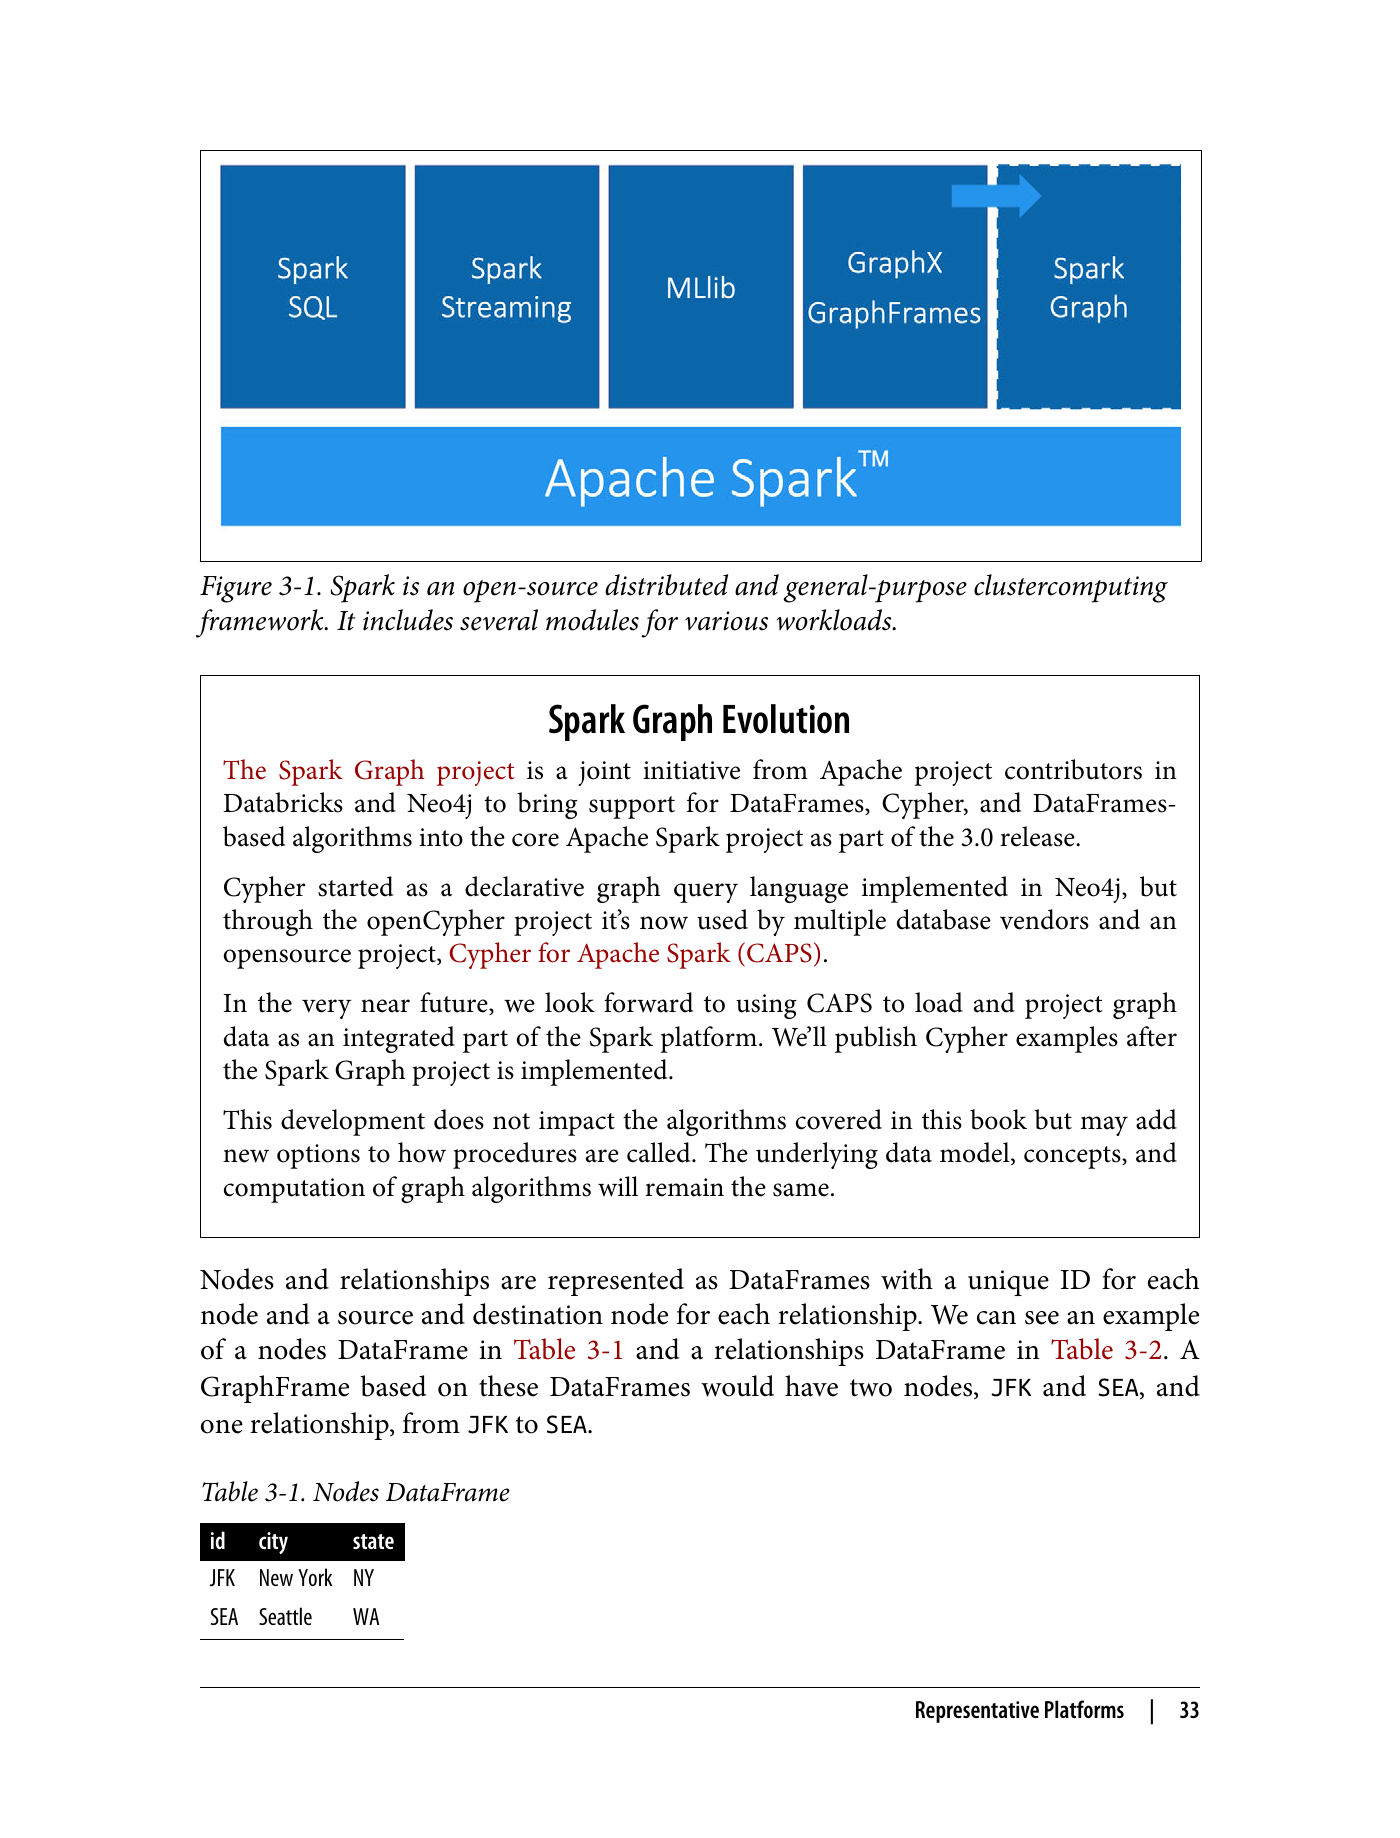 Spark
SQL
Spark
Streaming
MLlib
GraphX
GraphFrames
Spark
Graph
Apache Spark™
Figure 3-1. Spark is an open-source distributed and general-purpose clustercomputing
framework. It includes several modules for various workloads.
Spark Graph Evolution
The Spark Graph project is a joint initiative from Apache project contributors in
Databricks and Neo4j to bring support for DataFrames, Cypher, and DataFrames-
based algorithms into the core Apache Spark project as part of the 3.0 release.
Cypher started as a declarative graph query language implemented in Neo4j, but
through the openCypher project it’s now used by multiple database vendors and an
opensource project, Cypher for Apache Spark (CAPS).
In the very near future, we look forward to using CAPS to load and project graph
data as an integrated part of the Spark platform. We’ll publish Cypher examples after
the Spark Graph project is implemented.
This development does not impact the algorithms covered in this book but may add
new options to how procedures are called. The underlying data model, concepts, and
computation of graph algorithms will remain the same.
Nodes and relationships are represented as DataFrames with a unique ID for each
node and a source and destination node for each relationship. We can see an example
of a nodes DataFrame in Table 3-1 and a relationships DataFrame in Table 3-2. A
GraphFrame based on these DataFrames would have two nodes, JFK and SEA, and
one relationship, from JFK to SEA.
Table 3-1. Nodes DataFrame
id city state
JFK New York NY
SEA Seattle WA
Representative Platforms | 33